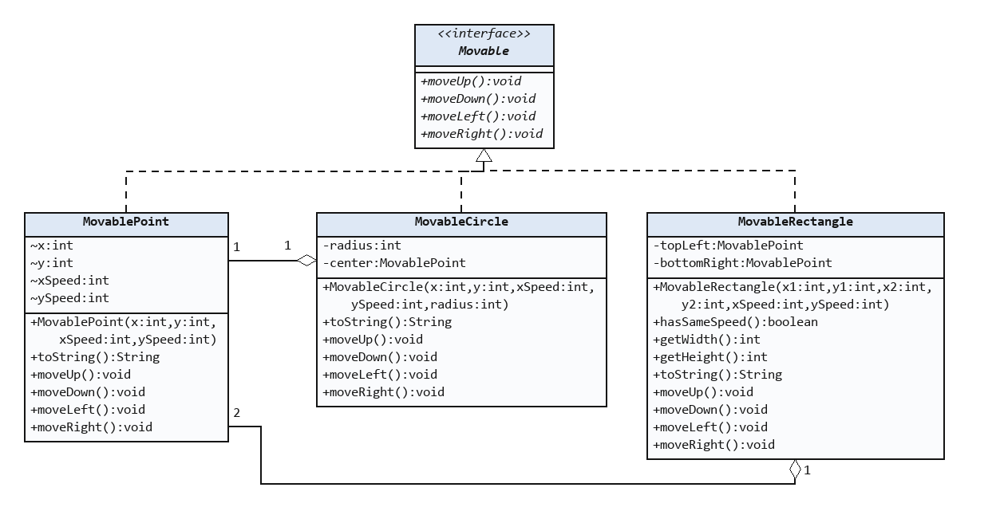 <<interface>>
Movable
+moveUp():void
+moveDown():void
+moveLeft():void
+moveRight():void
MovablePoint
~x:int
~y:int
~xSpeed:int
~ySpeed:int
+MovablePoint(x:int,y:int,
xSpeed:int,ySpeed:int)
+toString():String
+moveUp():void
+moveDown():void
+moveLeft():void
+moveRight():void
1
1
2
MovableCircle
-radius:int
-center:MovablePoint
+MovableCircle(x:int,y:int,xSpeed:int,
ySpeed:int,radius:int)
+toString():String
+moveUp():void
+moveDown():void
+moveLeft():void
+moveRight():void
MovableRectangle
-topLeft:MovablePoint
-bottomRight:MovablePoint
+MovableRectangle(x1:int,y1:int,x2:int,
y2:int,xSpeed:int,ySpeed:int)
+hasSameSpeed():boolean
+getWidth():int
+getHeight():int
+toString():String
+moveUp():void
+moveDown():void
+moveLeft():void
+moveRight():void
1